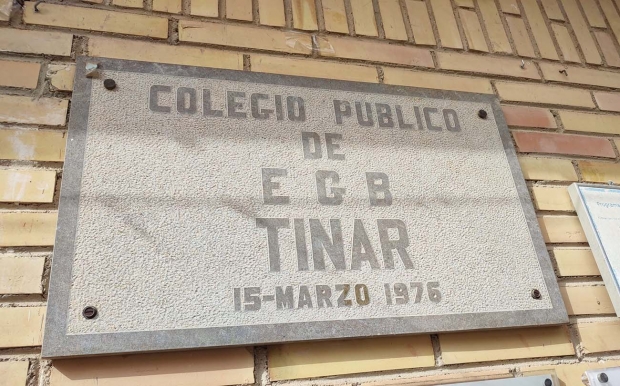 COLEGIO PUBLICO
DE
E G B
TINAR
15-MARZO 1976